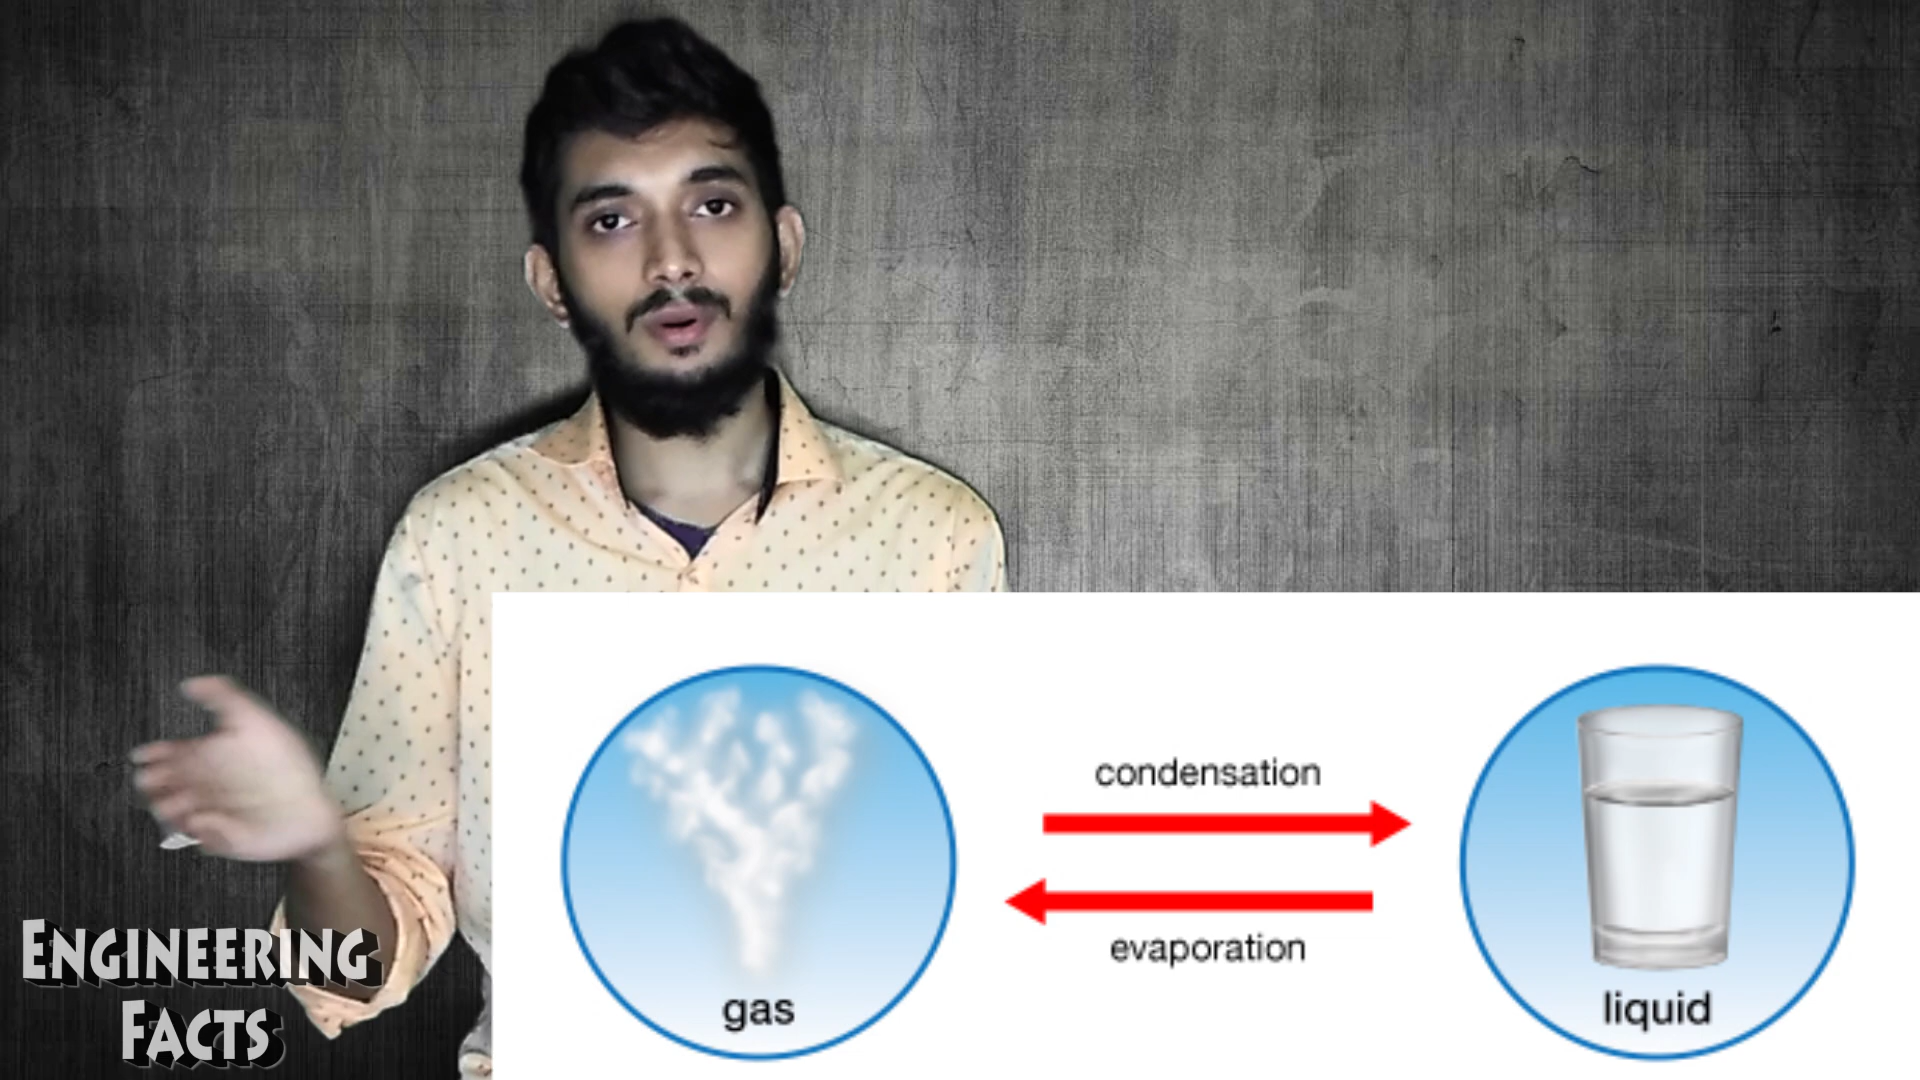 condensation
evaporation
gas
liquid
ENGINEERING
FACTS